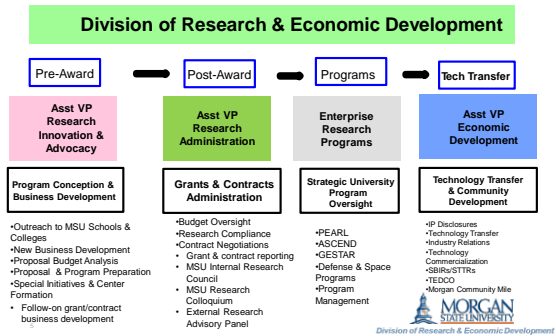 Division of Research & Economic Development
Pre-Award
Post-Award
Programs
Tech Transfer
Asst VP
Research
Innovation &
Advocacy
Asst VP
Research
Administration
Enterprise
Research
Programs
Asst VP
Economic
Development
Program Conception &
Business Development
Grants & Contracts
Administration
Strategic University
Program
Oversight
Technology Transfer
& Community
Development
•Outreach to MSU Schools &
Colleges
•New Business Development
•Proposal Budget Analysis
•Proposal & Program Preparation
•Special Initiatives & Center
Formation
• Follow-on grant/contract
business development
•Budget Oversight
•Research Compliance
•Contract Negotiations
• Grant & contract reporting
• MSU Internal Research
Council
• MSU Research
Colloquium
• External Research
Advisory Panel
•PEARL
•ASCEND
•GESTAR
•Defense & Space
Programs
•Program
Management
•IP Disclosures
•Technology Transfer
•Industry Relations
•Technology
Commercialization
•SBIRs/STTRs
•TEDCO
•Morgan Community Mile
MORGAN
STATE UNIVERSITY
Division of Research & Economic Development